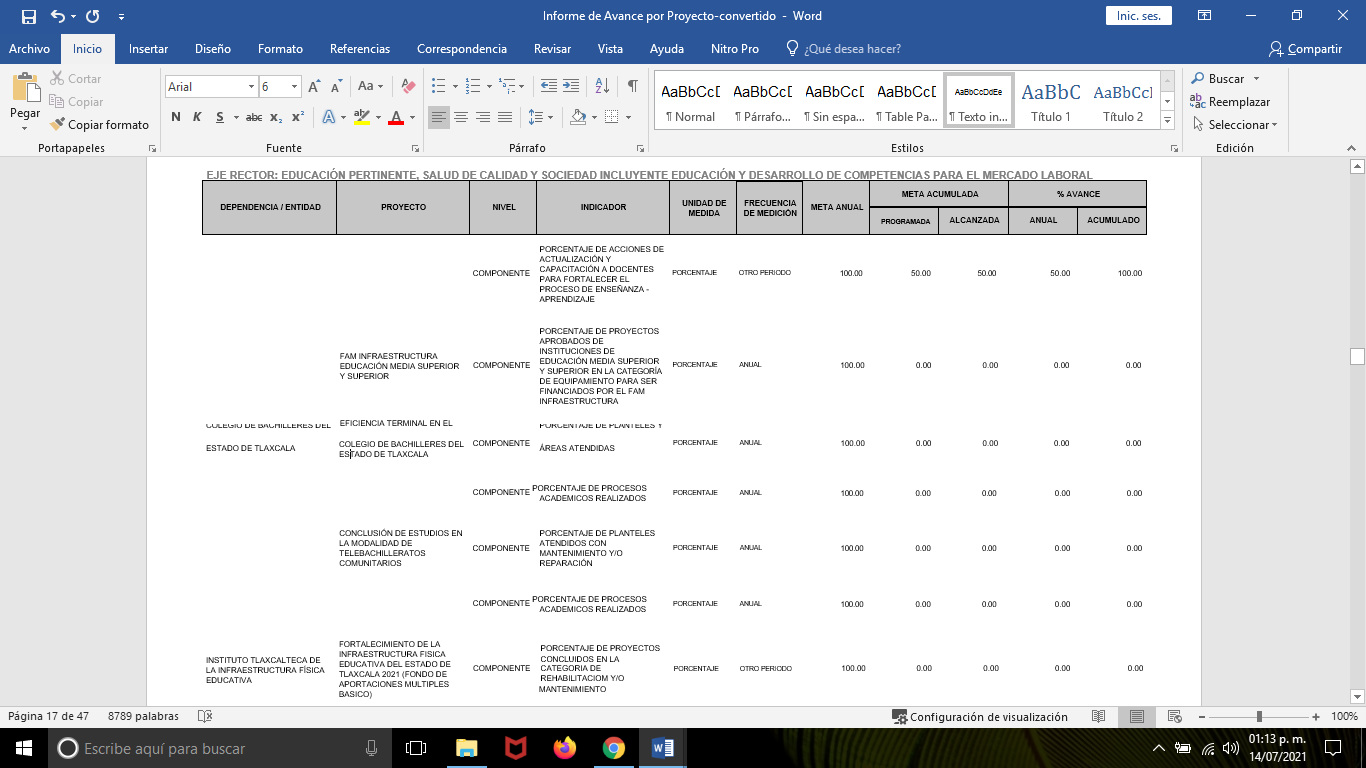 Informe de Avance por Proyecto-convertido - Word
Inic. ses.
Archivo Inicio Insertar Diseño Formato Referencias Correspondencia Revisar Vista Ayuda Nitro Pro ¿Qué desea hacer? Compartir
Pegar
Cortar
Copiar
Copiar formato
Portapapeles
Arial 6
N K S abc x₂ x²
Fuente
Párrafo
AaBbCcI AaBbCcI AaBbCcI AaBbCcI AaBbCcDdEe AaBbC AaBbCcI
¶ Normal ¶ Párrafo... ¶ Sin espa... ¶ Table Pa... ¶ Texto in... Título 1 Título 2
Estilos
Buscar
Reemplazar
Seleccionar
Edición
EJE RECTOR: EDUCACIÓN PERTINENTE, SALUD DE CALIDAD Y SOCIEDAD INCLUYENTE EDUCACIÓN Y DESARROLLO DE COMPETENCIAS PARA EL MERCADO LABORAL
DEPENDENCIA / ENTIDAD
PROYECTO
NIVEL
INDICADOR
UNIDAD DE
MEDIDA
FRECUENCIA
DE MEDICIÓN
META ANUAL
META ACUMULADA
PROGRAMADA
ALCANZADA
% AVANCE
ANUAL
ACUMULADO
COMPONENTE
PORCENTAJE DE ACCIONES DE
ACTUALIZACIÓN Y
CAPACITACIÓN A DOCENTES
PARA FORTALECER EL
PROCESO DE ENSEÑANZA -
APRENDIZAJE
PORCENTAJE OTRO PERIODO 100.00 50.00 50.00 50.00 100.00
FAM INFRAESTRUCTURA
EDUCACIÓN MEDIA SUPERIOR
Y SUPERIOR
COMPONENTE
PORCENTAJE DE PROYECTOS
APROBADOS DE
INSTITUCIONES DE
EDUCACIÓN MEDIA SUPERIOR
Y SUPERIOR EN LA CATEGORÍA
DE EQUIPAMIENTO PARA SER
FINANCIADOS POR EL FAM
INFRAESTRUCTURA
PORCENTAJE ANUAL 100.00 0.00 0.00 0.00 0.00
COLEGIO DE BACHILLERES DEL
ESTADO DE TLAXCALA
EFICIENCIA TERMINAL EN EL
COLEGIO DE BACHILLERES DEL
ESTADO DE TLAXCALA
COMPONENTE
PORCENTAJE DE PLANTELES Y
ÁREAS ATENDIDAS
PORCENTAJE ANUAL 100.00 0.00 0.00 0.00 0.00
COMPONENTE
PORCENTAJE DE PROCESOS
ACADEMICOS REALIZADOS
PORCENTAJE ANUAL 100.00 0.00 0.00 0.00 0.00
CONCLUSIÓN DE ESTUDIOS EN
LA MODALIDAD DE
TELEBACHILLERATOS
COMUNITARIOS
COMPONENTE
PORCENTAJE DE PLANTELES
ATENDIDOS CON
MANTENIMIENTO Y/O
REPARACIÓN
PORCENTAJE ANUAL 100.00 0.00 0.00 0.00 0.00
COMPONENTE
PORCENTAJE DE PROCESOS
ACADEMICOS REALIZADOS
PORCENTAJE ANUAL 100.00 0.00 0.00 0.00 0.00
INSTITUTO TLAXCALTECA DE
LA INFRAESTRUCTURA FÍSICA
EDUCATIVA
FORTALECIMIENTO DE LA
INFRAESTRUCTURA FISICA
EDUCATIVA DEL ESTADO DE
TLAXCALA 2021 (FONDO DE
APORTACIONES MULTIPLES
BASICO)
COMPONENTE
PORCENTAJE DE PROYECTOS
CONCLUIDOS EN LA
CATEGORIA DE
REHABILITACIOM Y/O
MANTENIMIENTO
PORCENTAJE OTRO PERIODO 100.00 0.00 0.00 0.00 0.00
Página 17 de 47 8789 palabras Configuración de visualización 100%
Escribe aquí para buscar
01:13 p. m.
14/07/2021